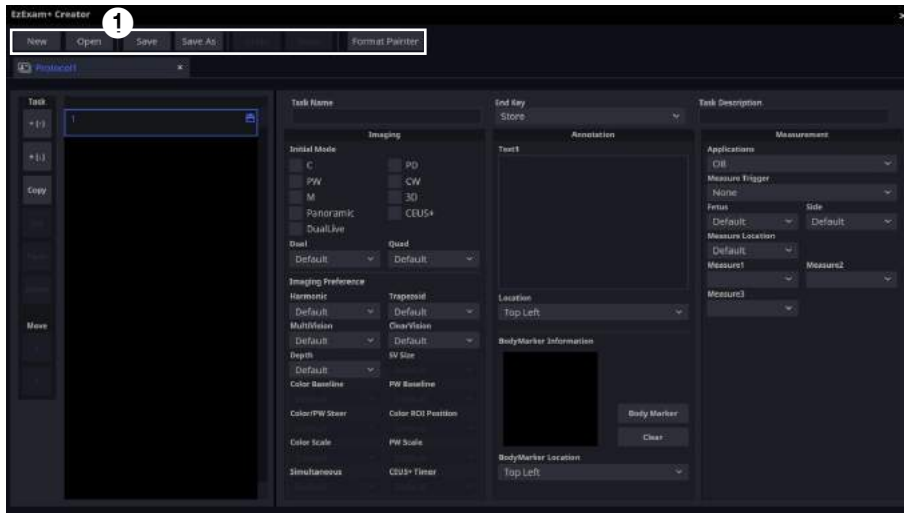 EzExam+ Creator
1
New Open Save Save As Format Painter
Protocol1 ×
Task
+ (-)
+ (↓)
Copy
Move
1
Task Name
End Key
Store
Task Description
Imaging
Initial Mode
C PD
PW CW
M 3D
Panoramic CEUS+
DualLive
Dual Quad
Default Default
Imaging Preference
Harmonic Trapezoid
Default Default
MultiVision ClearVision
Default Default
Depth SV Size
Default
Color Baseline PW Baseline
Color/PW Steer Color ROI Position
Color Scale PW Scale
Simultaneous CEUS+ Timer
Annotation
Text1
Location
Top Left
BodyMarker Information
Body Marker
Clear
BodyMarker Location
Top Left
Measurement
Applications
OB
Measure Trigger
None
Fetus Side
Default Default
Measure Location
Default
Measure1 Measure2
Measure3